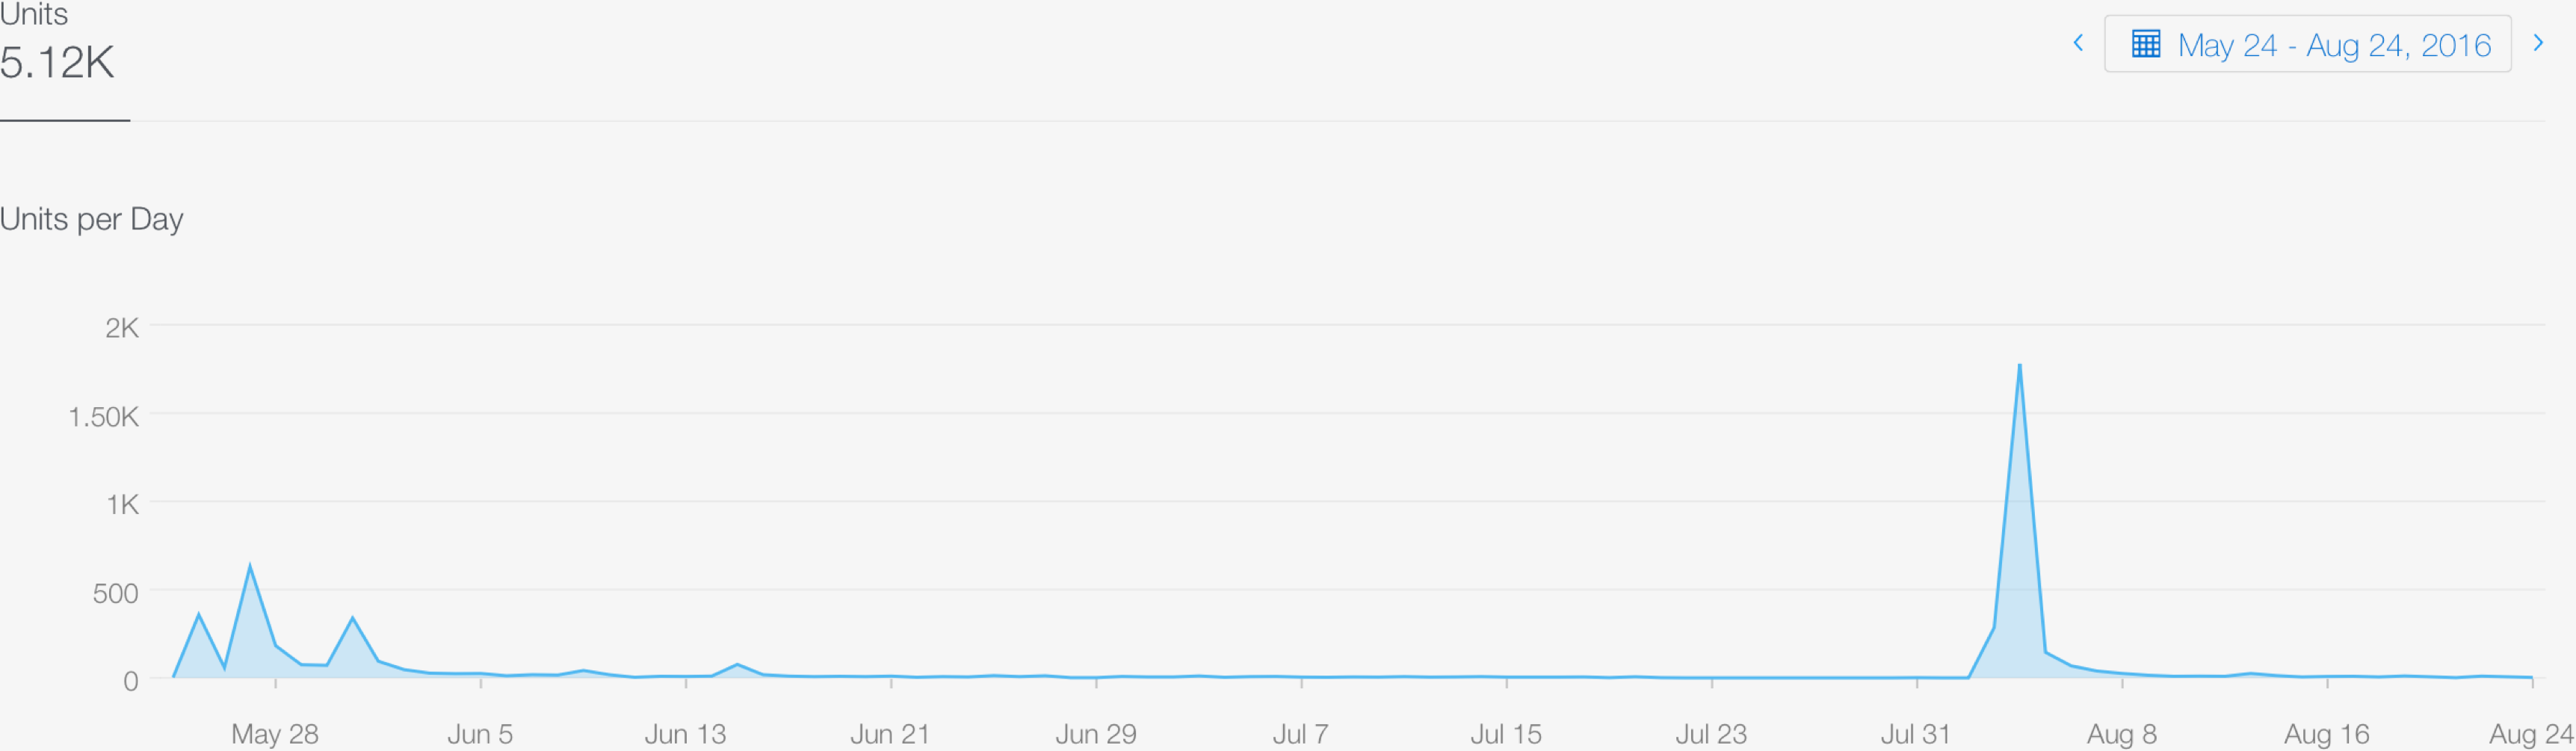 Units
5.12K
May 24 - Aug 24, 2016
Units per Day
2K
1.50K
1K
500
0
May 28 Jun 5 Jun 13 Jun 21 Jun 29 Jul 7 Jul 15 Jul 23 Jul 31 Aug 8 Aug 16 Aug 24